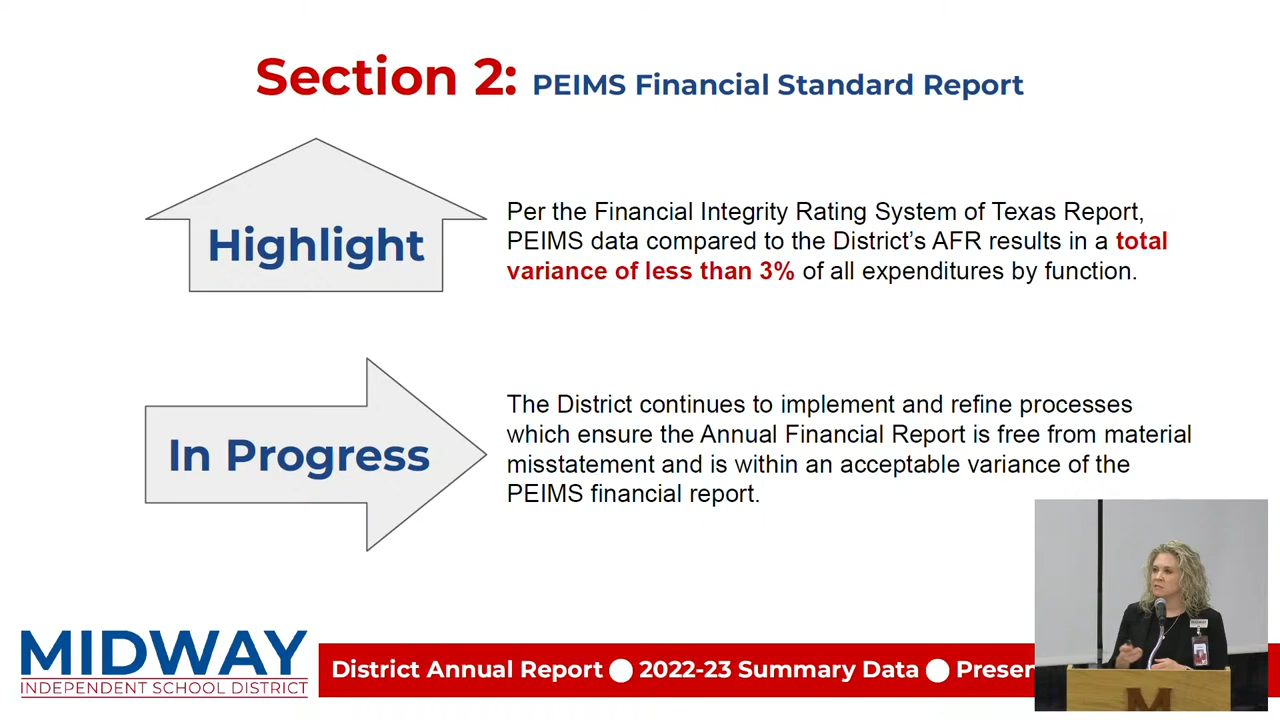 Section 2: PEIMS Financial Standard Report
Highlight
Per the Financial Integrity Rating System of Texas Report,
PEIMS data compared to the District’s AFR results in a total
variance of less than 3% of all expenditures by function.
In Progress
The District continues to implement and refine processes
which ensure the Annual Financial Report is free from material
misstatement and is within an acceptable variance of the
PEIMS financial report.
MIDWAY
INDEPENDENT SCHOOL DISTRICT
District Annual Report ● 2022-23 Summary Data ● Presen
MIDWAY
M